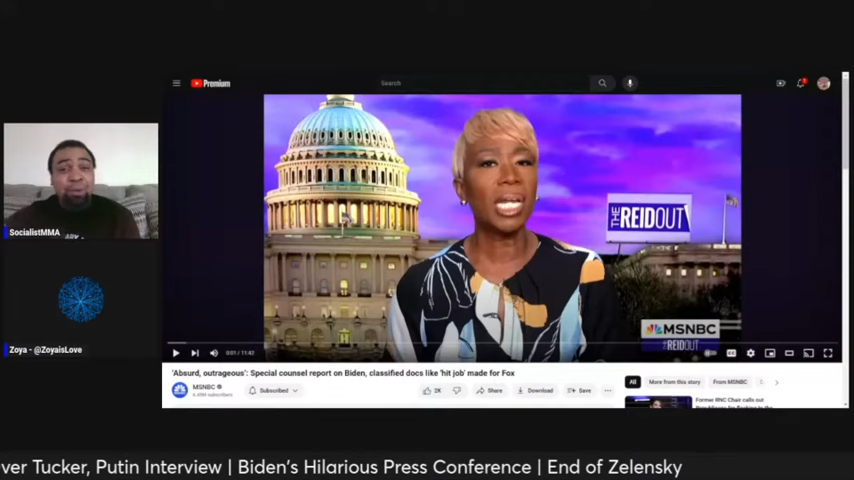 Premium
Search
SocialistMMA
Zoya - @ZoyaisLove
THE REIDOUT
MSNBC
REIDOUT
0:01 / 11:42
'Absurd, outrageous': Special counsel report on Biden, classified docs like 'hit job' made for Fox
MSNBC
Subscribed
2K
Share
Download
Save
All
More from this story
From MSNBC
Former RNC Chair calls out
ver Tucker, Putin Interview | Biden's Hilarious Press Conference | End of Zelensky